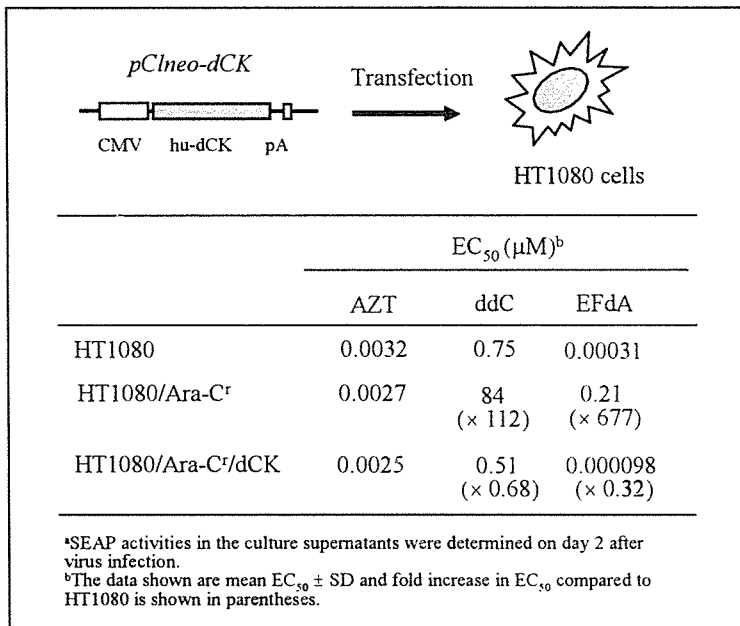 pCIneo-dCK
Transfection
CMV hu-dCK pA
HT1080 cells
EC50 (μM)b
AZT ddC EFdA
HT1080 0.0032 0.75 0.00031
HT1080/Ara-Cr 0.0027 84 0.21
(× 112) (× 677)
HT1080/Ara-Cr/dCK 0.0025 0.51 0.000098
(× 0.68) (× 0.32)
aSEAP activities in the culture supernatants were determined on day 2 after
virus infection.
bThe data shown are mean EC50 ± SD and fold increase in EC50 compared to
HT1080 is shown in parentheses.